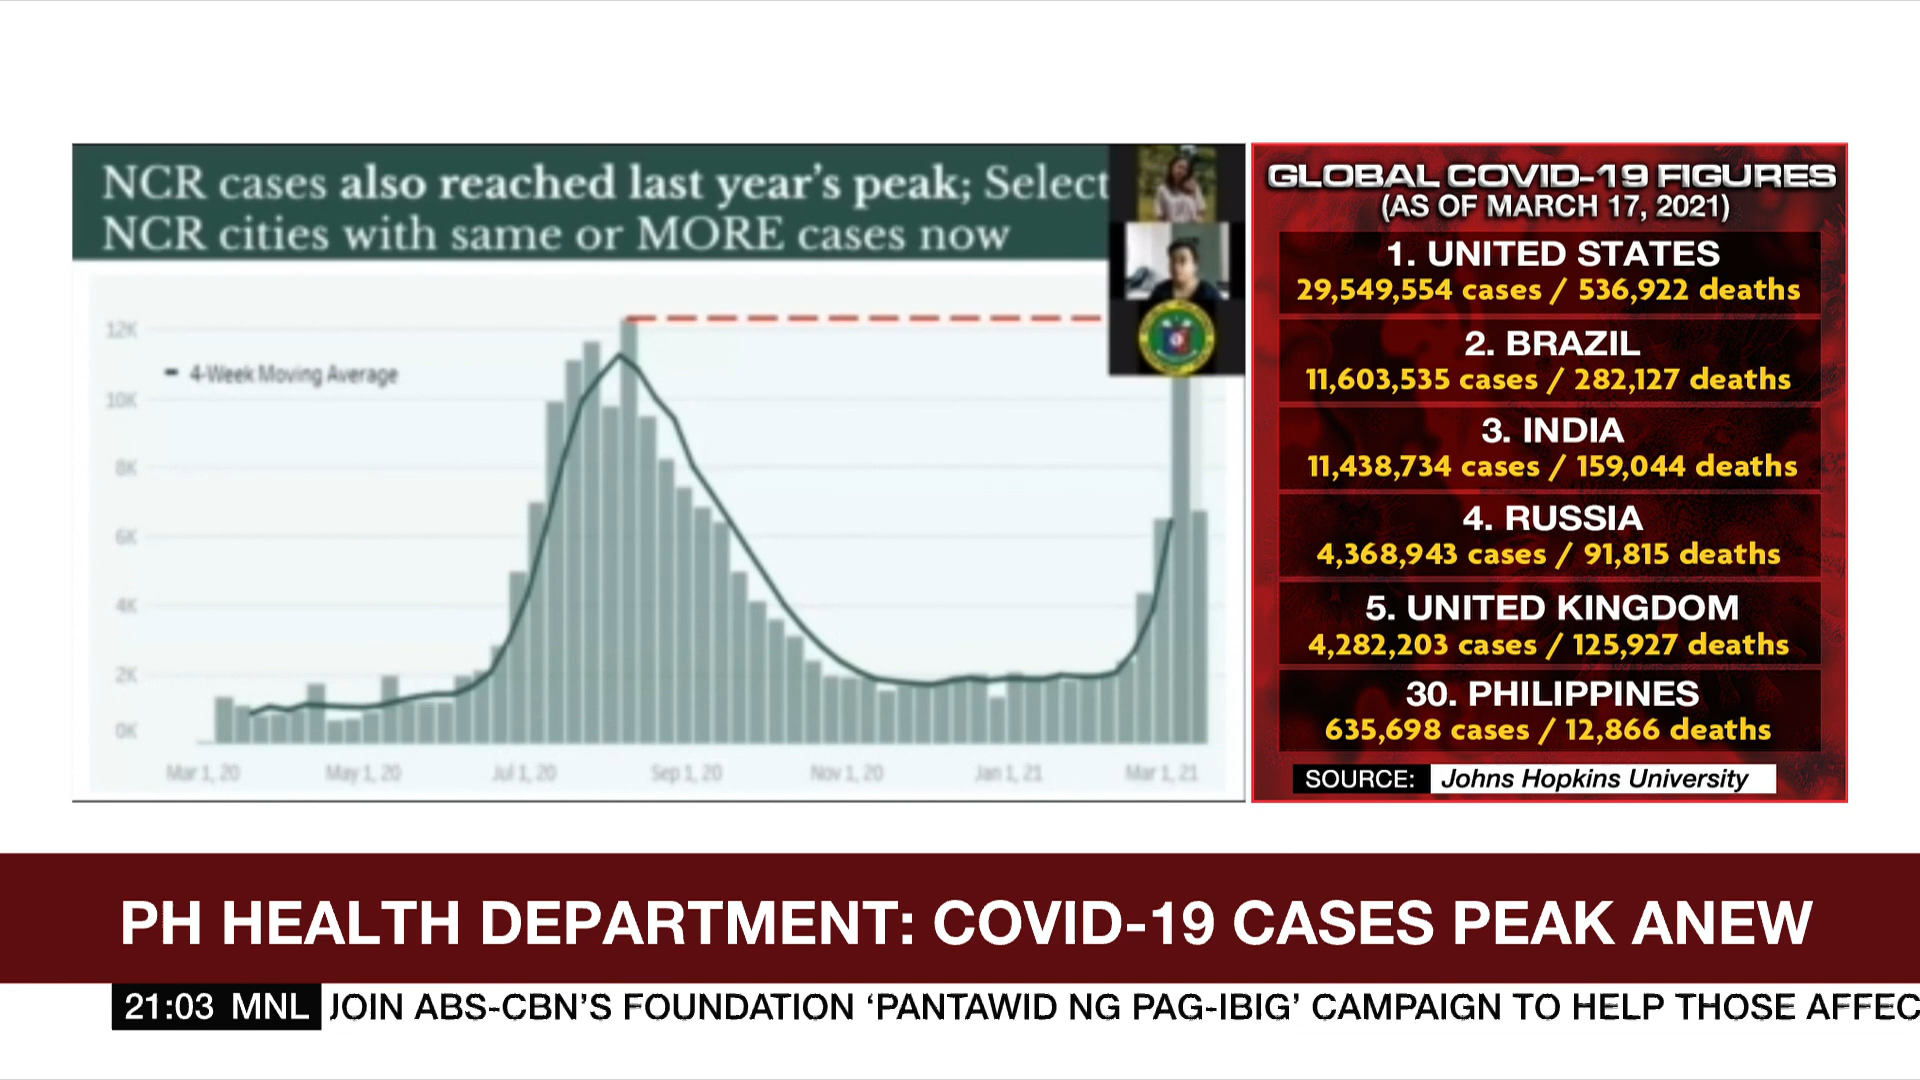 NCR cases also reached last year's peak; Select
NCR cities with same or MORE cases now
12K
10K
8K
6K
4K
2K
0K
4-Week Moving Average
Mar 1, 20
May 1, 20
Jul 1, 20
Sep 1, 20
Nov 1, 20
Jan 1, 21
Mar 1, 21
GLOBAL COVID-19 FIGURES
(AS OF MARCH 17, 2021)
1. UNITED STATES
29,549,554 cases / 536,922 deaths
2. BRAZIL
11,603,535 cases / 282,127 deaths
3. INDIA
11,438,734 cases / 159,044 deaths
4. RUSSIA
4,368,943 cases / 91,815 deaths
5. UNITED KINGDOM
4,282,203 cases / 125,927 deaths
30. PHILIPPINES
635,698 cases / 12,866 deaths
SOURCE: Johns Hopkins University
PH HEALTH DEPARTMENT: COVID-19 CASES PEAK ANEW
21:03 MNL JOIN ABS-CBN'S FOUNDATION 'PANTAWID NG PAG-IBIG' CAMPAIGN TO HELP THOSE AFFEC